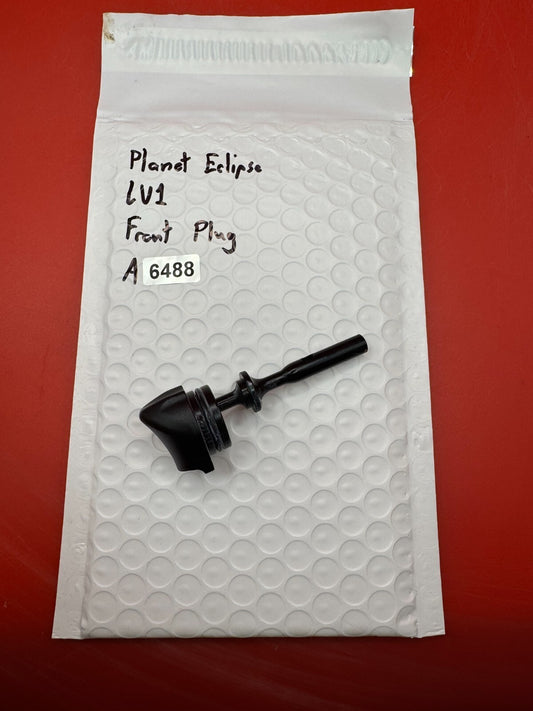 Planet Eclipse
LV1
Front Plug
A 6488